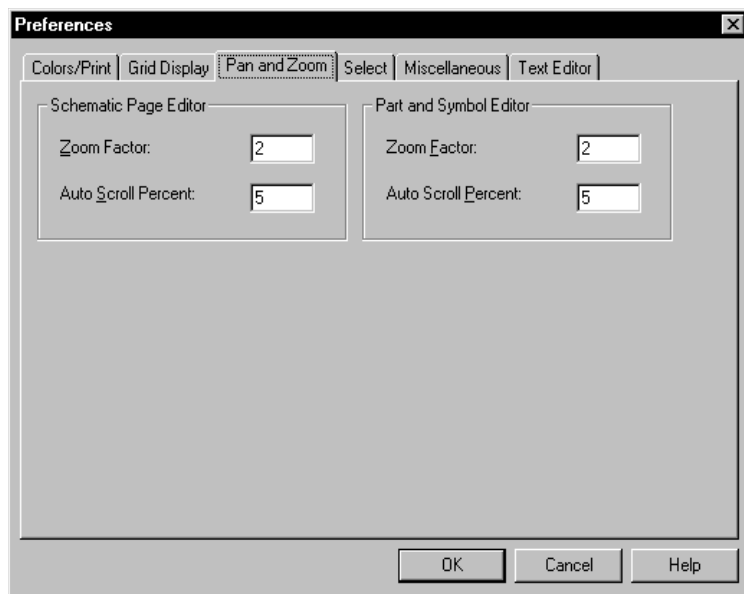 Preferences
Colors/Print Grid Display Pan and Zoom Select Miscellaneous Text Editor
Schematic Page Editor
Zoom Factor: 2
Auto Scroll Percent: 5
Part and Symbol Editor
Zoom Factor: 2
Auto Scroll Percent: 5
OK Cancel Help